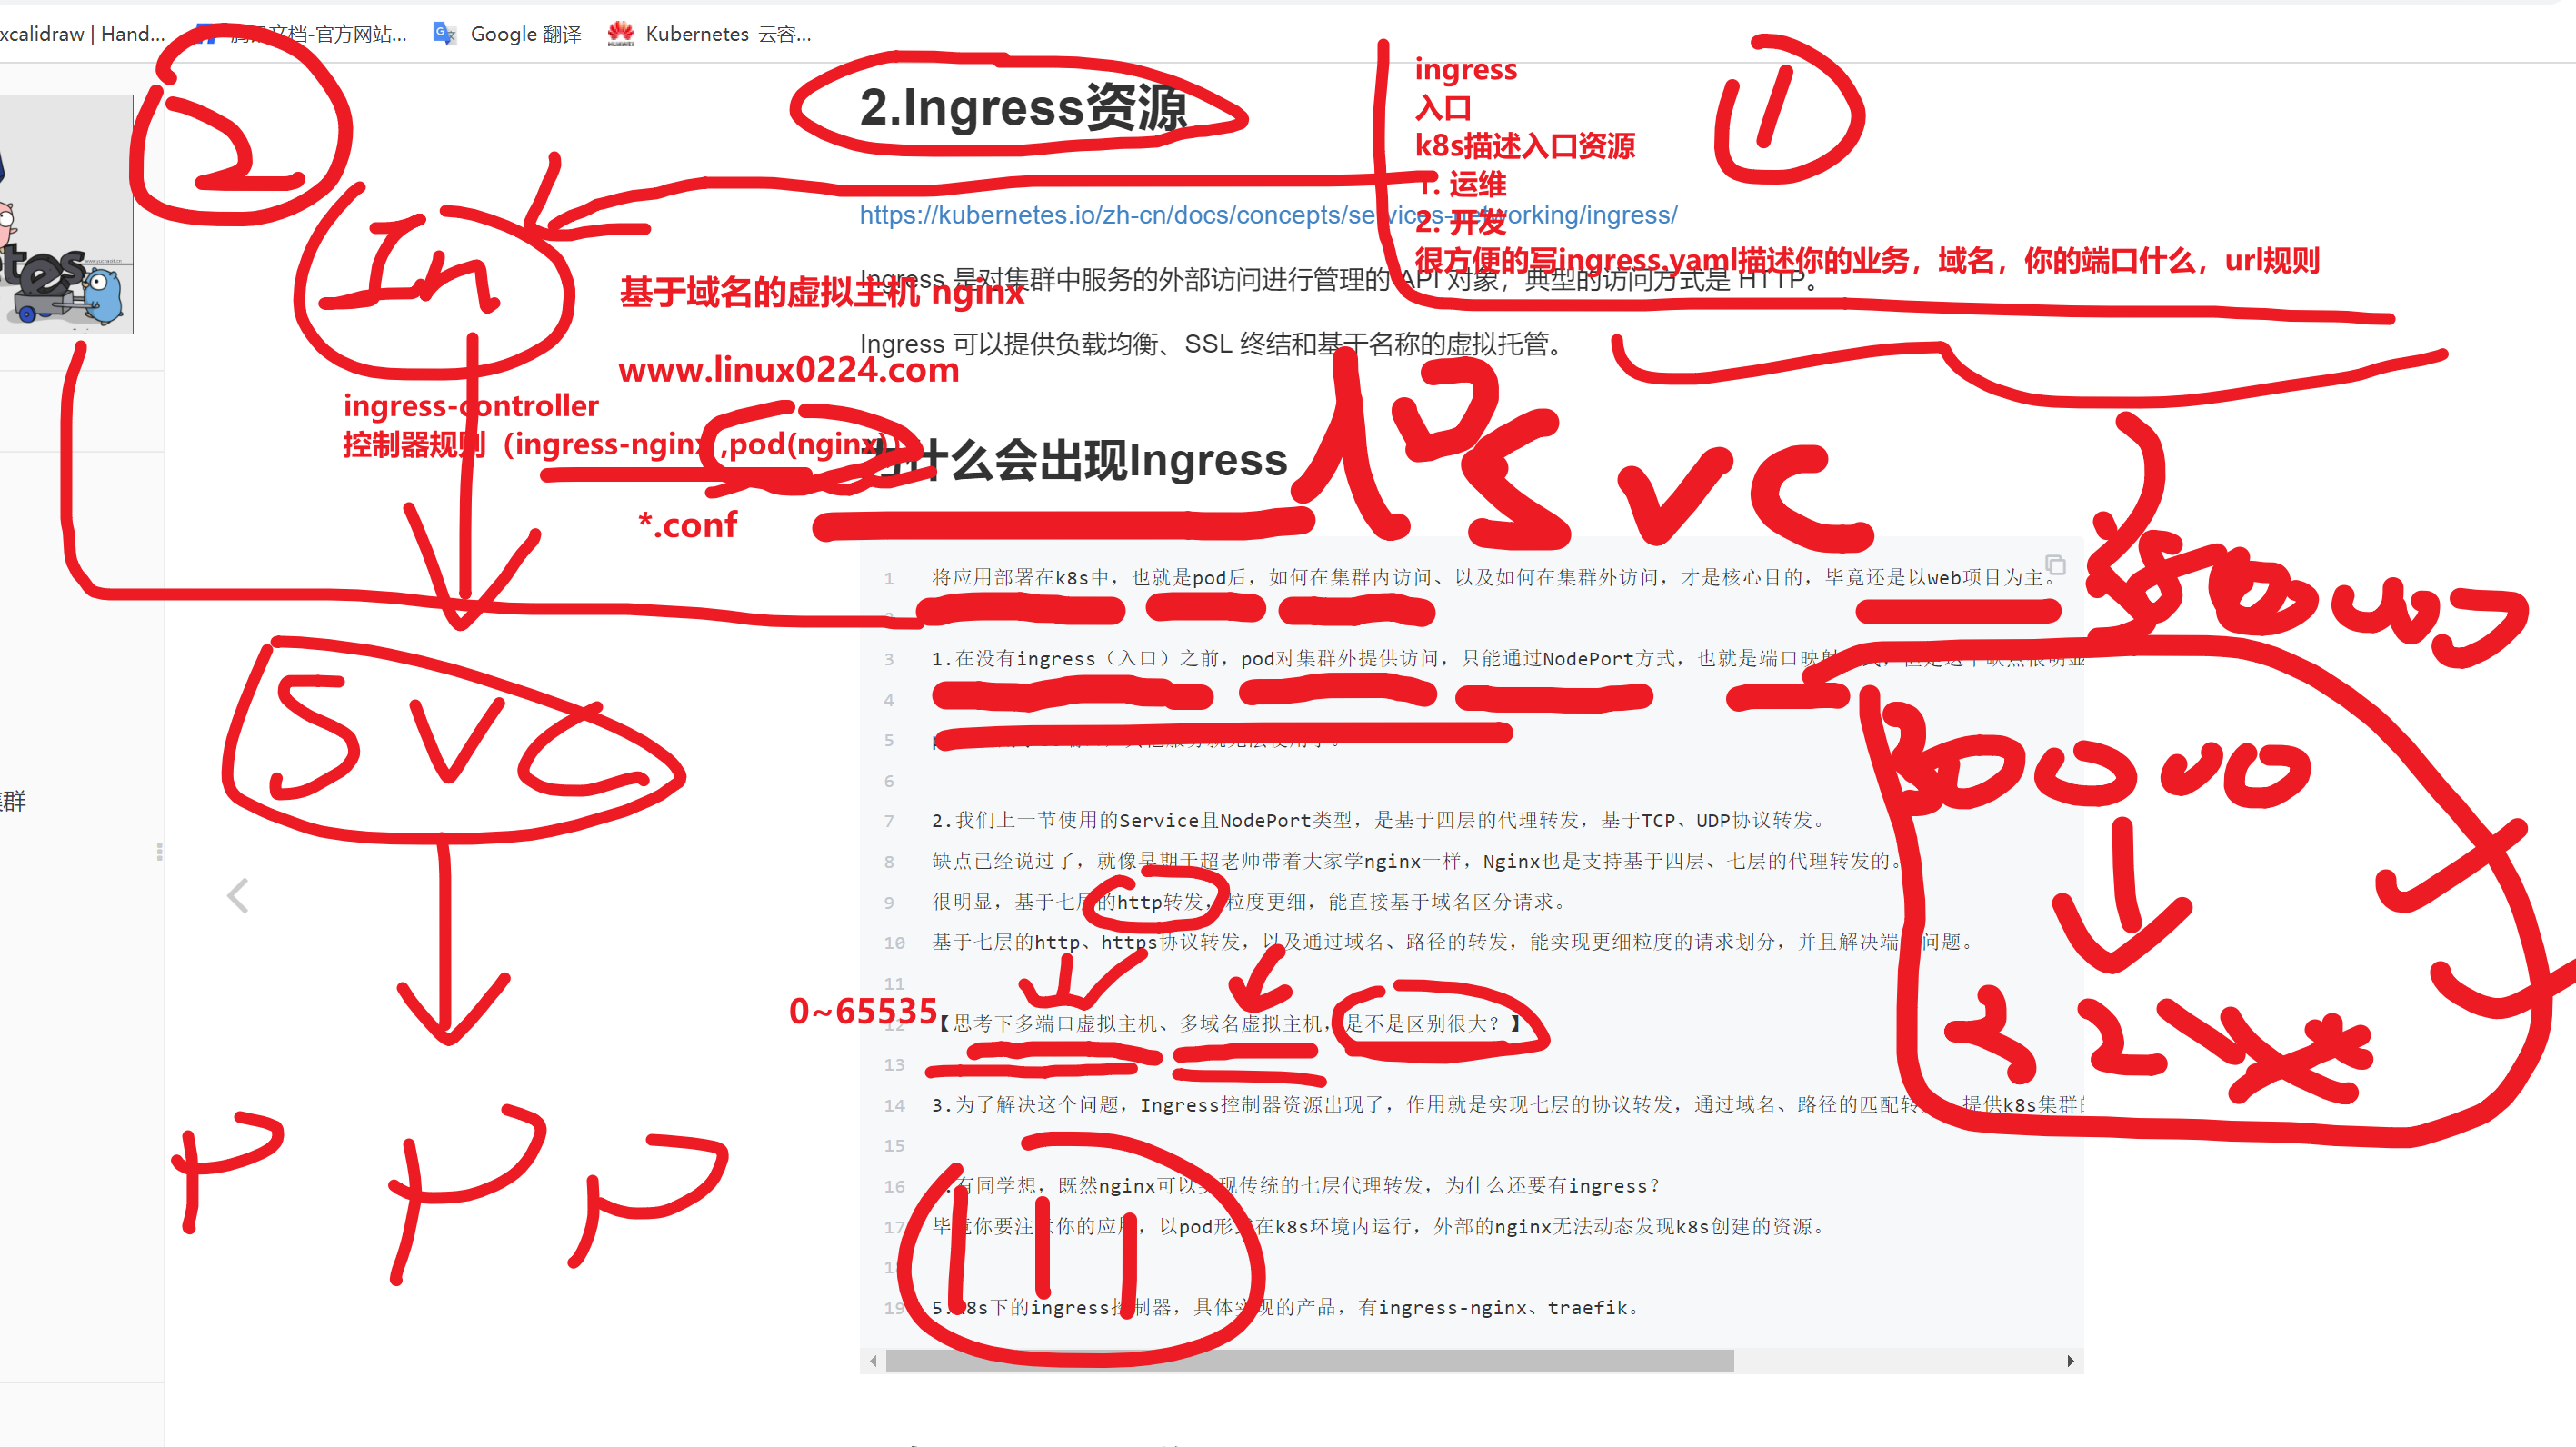 xcalidraw | Hand...
腾讯文档-官方网站...
Google 翻译
Kubernetes_云容...
2.Ingress资源
ingress
入口
k8s描述入口资源
1. 运维
2. 开发
很方便的写ingress.yaml描述你的业务，域名，你的端口什么，url规则
1
2
In
https://kubernetes.io/zh-cn/docs/concepts/services-networking/ingress/
Ingress 是对集群中服务的外部访问进行管理的 API 对象，典型的访问方式是 HTTP。
基于域名的虚拟主机 nginx
Ingress 可以提供负载均衡、SSL 终结和基于名称的虚拟托管。
www.linux0224.com
ingress-controller
控制器规则（ingress-nginx ,pod(nginx)
为什么会出现Ingress
*.conf
svc
1 将应用部署在k8s中，也就是pod后，如何在集群内访问、以及如何在集群外访问，才是核心目的，毕竟还是以web项目为主。
2
3 1.在没有ingress（入口）之前，pod对集群外提供访问，只能通过NodePort方式，也就是端口映射
4
5
6
7 2.我们上一节使用的Service且NodePort类型，是基于四层的代理转发，基于TCP、UDP协议转发。
8 缺点已经说过了，就像早期于超老师带着大家学nginx一样，Nginx也是支持基于四层、七层的代理转发的。
9 很明显，基于七层的http转发，粒度更细，能直接基于域名区分请求。
10 基于七层的http、https协议转发，以及通过域名、路径的转发，能实现更细粒度的请求划分，并且解决端口问题。
11
0~65535
12 【思考下多端口虚拟主机、多域名虚拟主机，是不是区别很大？】
13
14 3.为了解决这个问题，Ingress控制器资源出现了，作用就是实现七层的协议转发，通过域名、路径的匹配转发，提供k8s集群的
15
16 有同学想，既然nginx可以实现传统的七层代理转发，为什么还要有ingress？
17 毕竟你要注意你的应用，以pod形式在k8s环境内运行，外部的nginx无法动态发现k8s创建的资源。
18
19 5.k8s下的ingress控制器，具体实现的产品，有ingress-nginx、traefik。
SVC
P P P
30000
集群